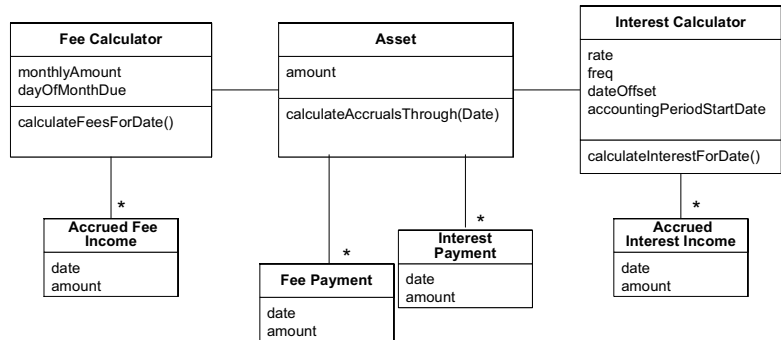 Fee Calculator
monthlyAmount
dayOfMonthDue
calculateFeesForDate()
*
Accrued Fee
Income
date
amount
Asset
amount
calculateAccrualsThrough(Date)
*
Fee Payment
date
amount
*
Interest
Payment
date
amount
Interest Calculator
rate
freq
dateOffset
accountingPeriodStartDate
calculateInterestForDate()
*
Accrued
Interest Income
date
amount